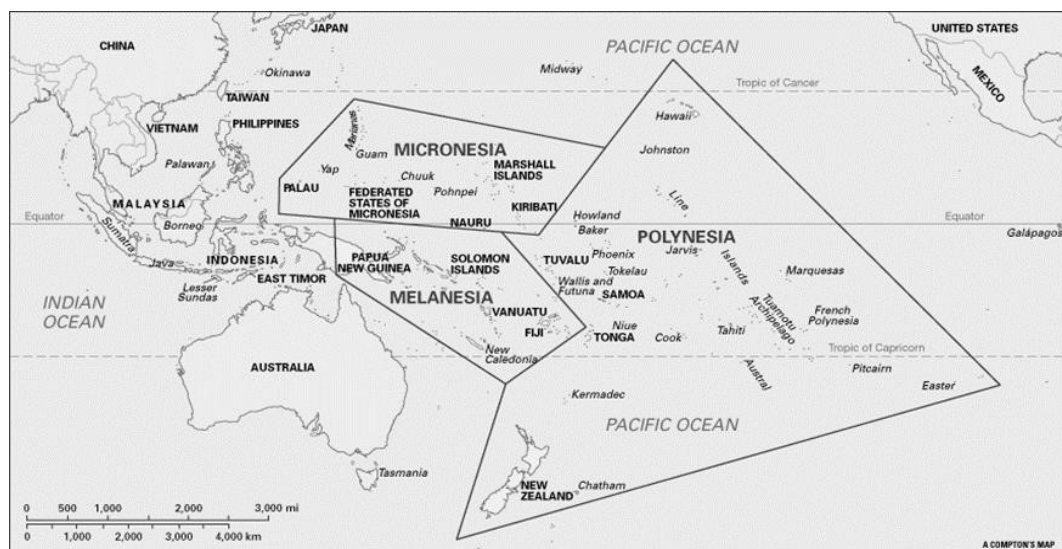 CHINA
JAPAN
PACIFIC OCEAN
UNITED STATES
MEXICO
Okinawa
Midway
Tropic of Cancer
TAIWAN
Hawaii
VIETNAM
PHILIPPINES
Marianas
Guam
MICRONESIA
Johnston
Palawan
Yap
Chuuk
MARSHALL
ISLANDS
PALAU
FEDERATED
STATES OF
MICRONESIA
Pohnpei
Line
Islands
MALAYSIA
KIRIBATI
Equator
Borneo
NAURU
Howland
Baker
Equator
Galápagos
Sumatra
POLYNESIA
INDONESIA
PAPUA
NEW GUINEA
SOLOMON
ISLANDS
TUVALU
Phoenix
Jarvis
Java
EAST TIMOR
Tokelau
Marquesas
Lesser
Sundas
MELANESIA
Wallis and
Futuna
SAMOA
INDIAN
OCEAN
VANUATU
Tuamotu
Archipelago
French
Polynesia
FIJI
Niue
TONGA
Cook
Tahiti
New
Caledonia
Tropic of Capricorn
AUSTRALIA
Pitcairn
Austral
Easter
Kermadec
PACIFIC OCEAN
Tasmania
NEW
ZEALAND
Chatham
0 500 1,000 2,000 3,000 mi
0 1,000 2,000 3,000 4,000 km
A COMPTON'S MAP